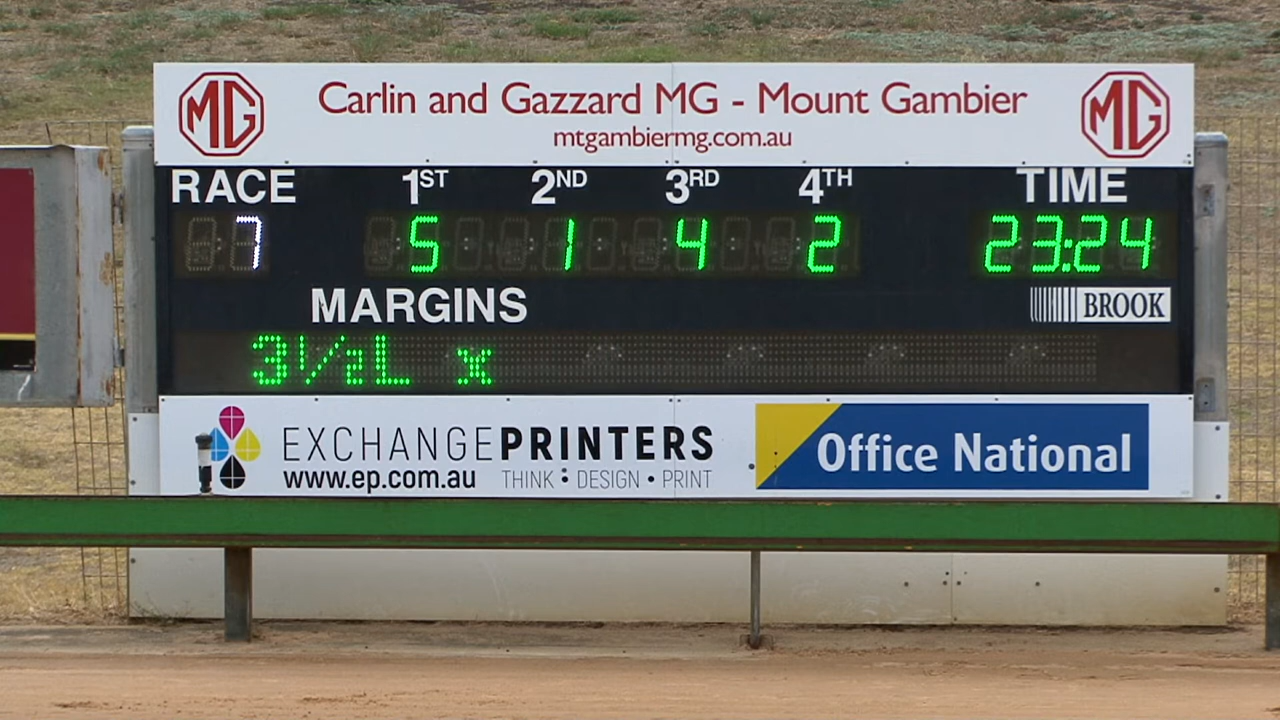 MG Carlin and Gazzard MG - Mount Gambier MG
mtgambiermg.com.au
RACE 1ST 2ND 3RD 4TH TIME
7 5 1 4 2 23:24
MARGINS BROOK
3½L x
EXCHANGEPRINTERS
www.ep.com.au THINK : DESIGN • PRINT
Office National